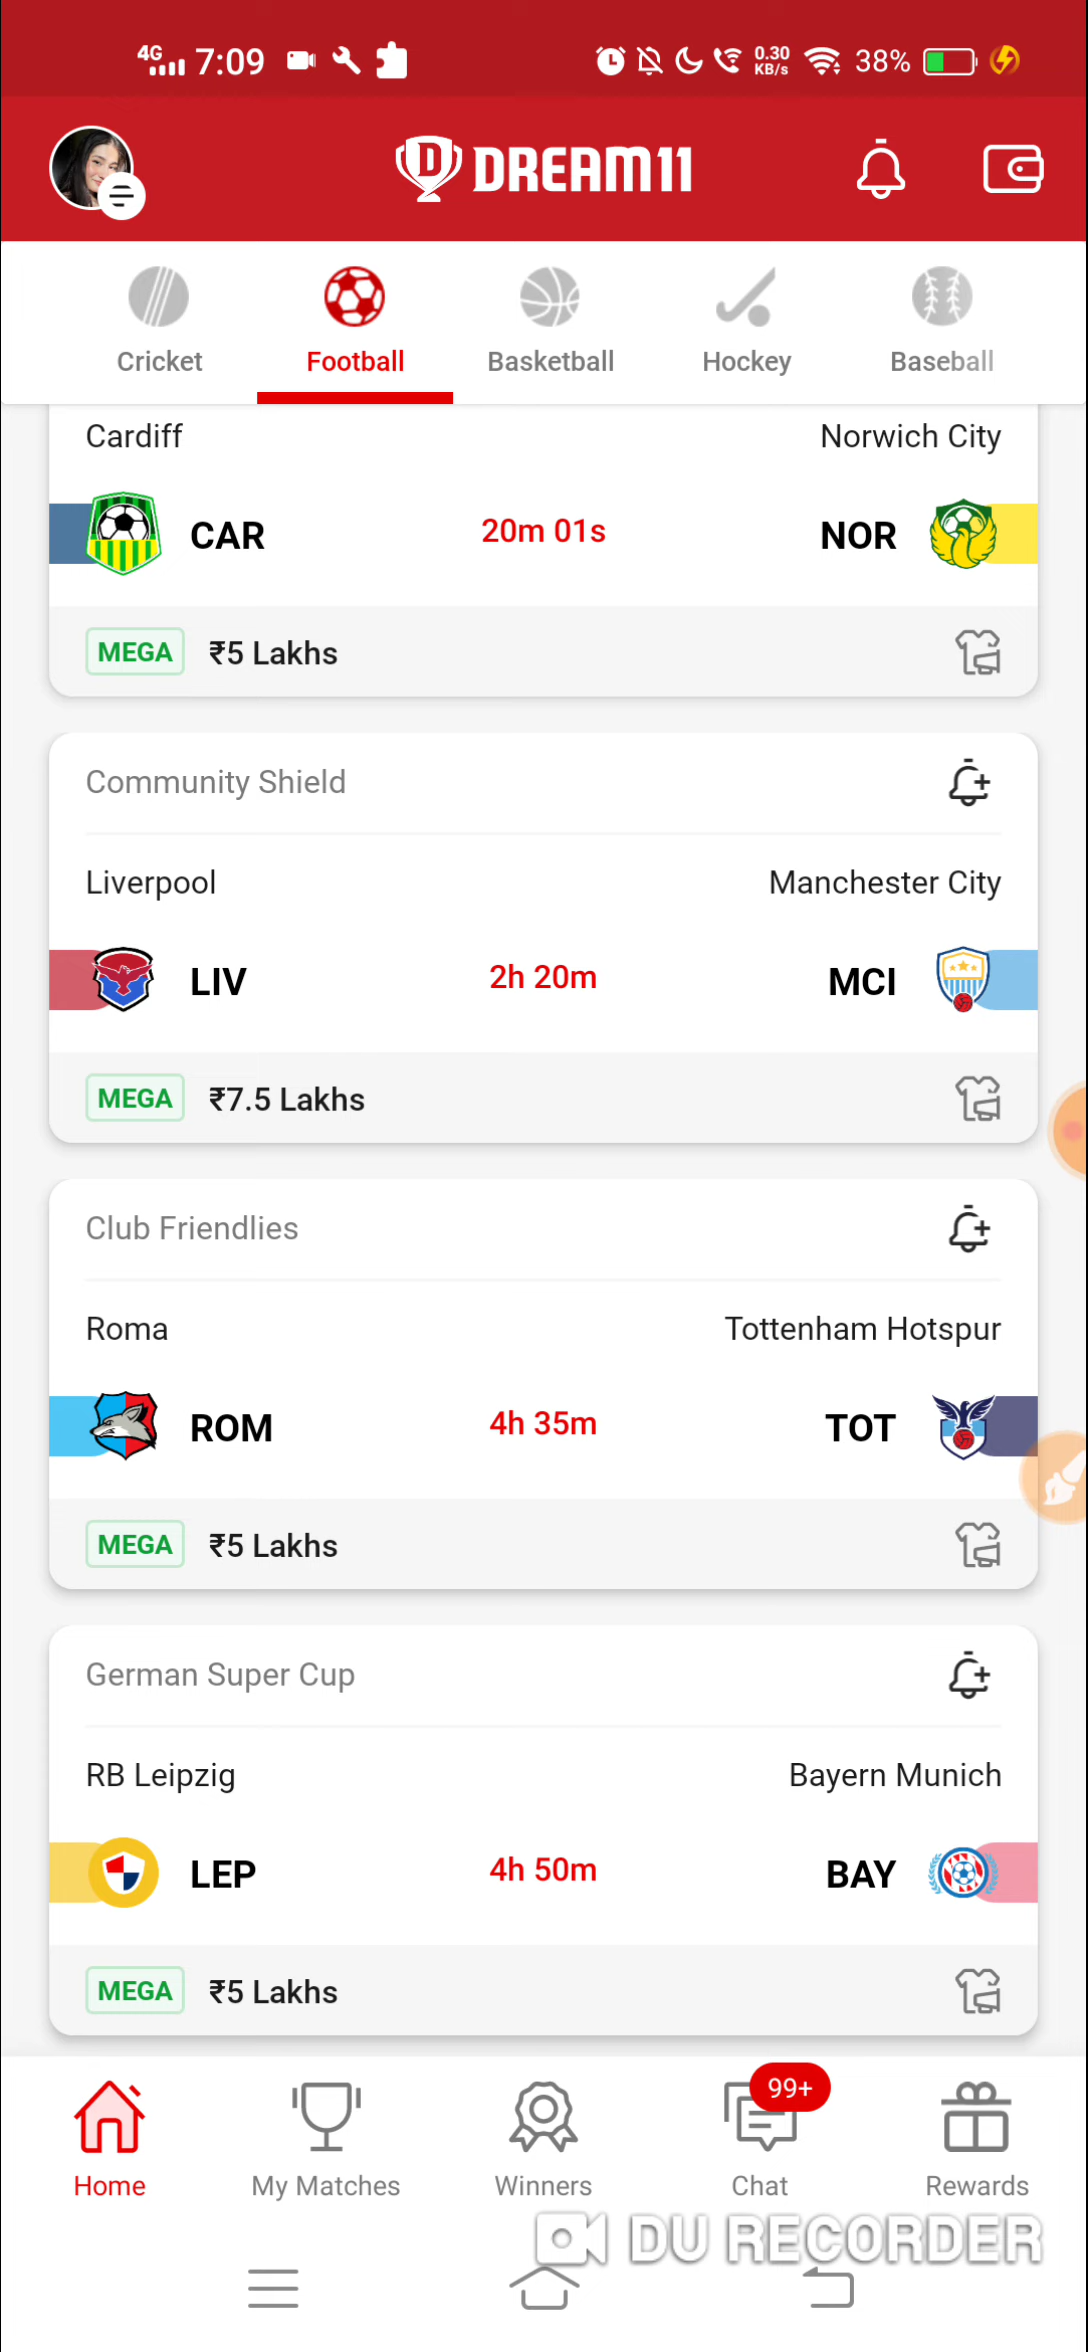 4G 7:09 0.30 KB/s 38%
DREAM11
Cricket Football Basketball Hockey Baseball
Cardiff Norwich City
CAR 20m 01s NOR
MEGA ₹5 Lakhs
Community Shield
Liverpool Manchester City
LIV 2h 20m MCI
MEGA ₹7.5 Lakhs
Club Friendlies
Roma Tottenham Hotspur
ROM 4h 35m TOT
MEGA ₹5 Lakhs
German Super Cup
RB Leipzig Bayern Munich
LEP 4h 50m BAY
MEGA ₹5 Lakhs
99+
Home My Matches Winners Chat Rewards
DU RECORDER